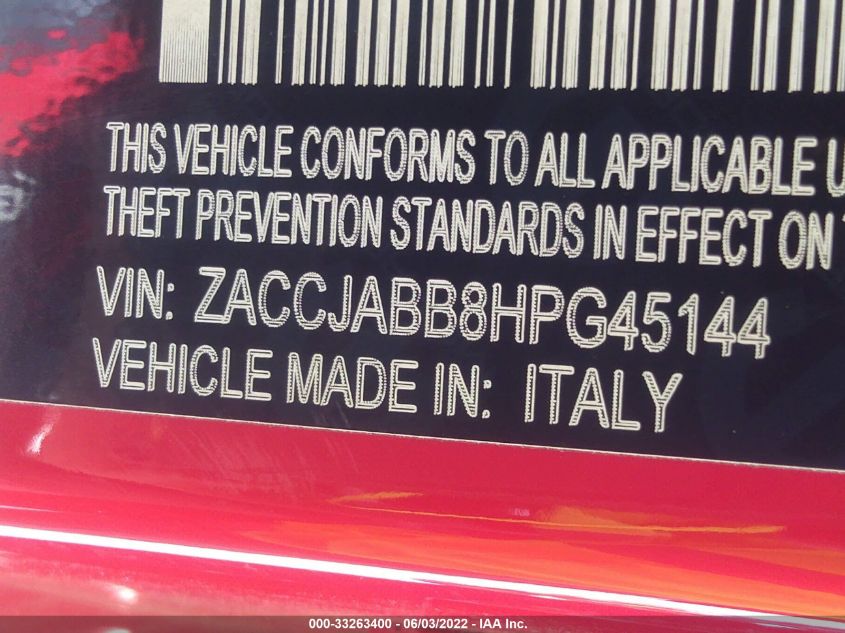 THIS VEHICLE CONFORMS TO ALL APPLICABLE
THEFT PREVENTION STANDARDS IN EFFECT ON
VIN: ZACCJABB8HPG45144
VEHICLE MADE IN: ITALY
000-33263400 - 06/03/2022 - IAA Inc.